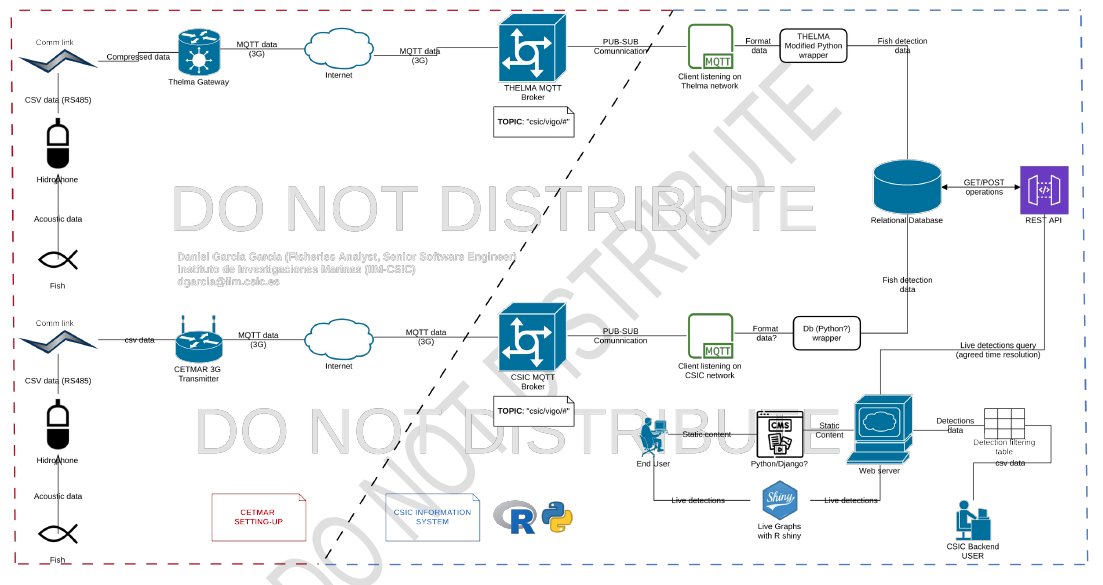 Comm link
Compressed data
Thelma Gateway
MQTT data
(3G)
Internet
MQTT data
(3G)
THELMA MQTT
Broker
TOPIC: "csic/vigo/#"
PUB-SUB
Comunnication
MQTT
Client listening on
Thelma network
Format
data
THELMA
Modified Python
wrapper
Fish detection
data
CSV data (RS485)
Hidrophone
Acoustic data
Fish
Relational Database
GET/POST
operations
REST API
DO NOT DISTRIBUTE
DO NOT DISTRIBUTE
Daniel Garcia Garcia (Fisheries Analyst, Senior Software Engineer)
Instituto de Investigaciones Marinas (IIM-CSIC)
dgarcia@iim.csic.es
Fish detection
data
Comm link
csv data
CETMAR 3G
Transmitter
MQTT data
(3G)
Internet
MQTT data
(3G)
CSIC MQTT
Broker
TOPIC: "csic/vigo/#"
PUB-SUB
Comunnication
MQTT
Client listening on
CSIC network
Format
data?
Db (Python?)
wrapper
Live detections query
(agreed time resolution)
CSV data (RS485)
Hidrophone
Acoustic data
Fish
DO NOT DISTRIBUTE
End User
Static content
CMS
Python/Django?
Static
Content
Web server
Detections
data
Detection filtering
table
csv data
Live detections
Shiny
Live Graphs
with R shiny
Live detections
CSIC Backend
USER
CETMAR
SETTING-UP
CSIC INFORMATION
SYSTEM
R